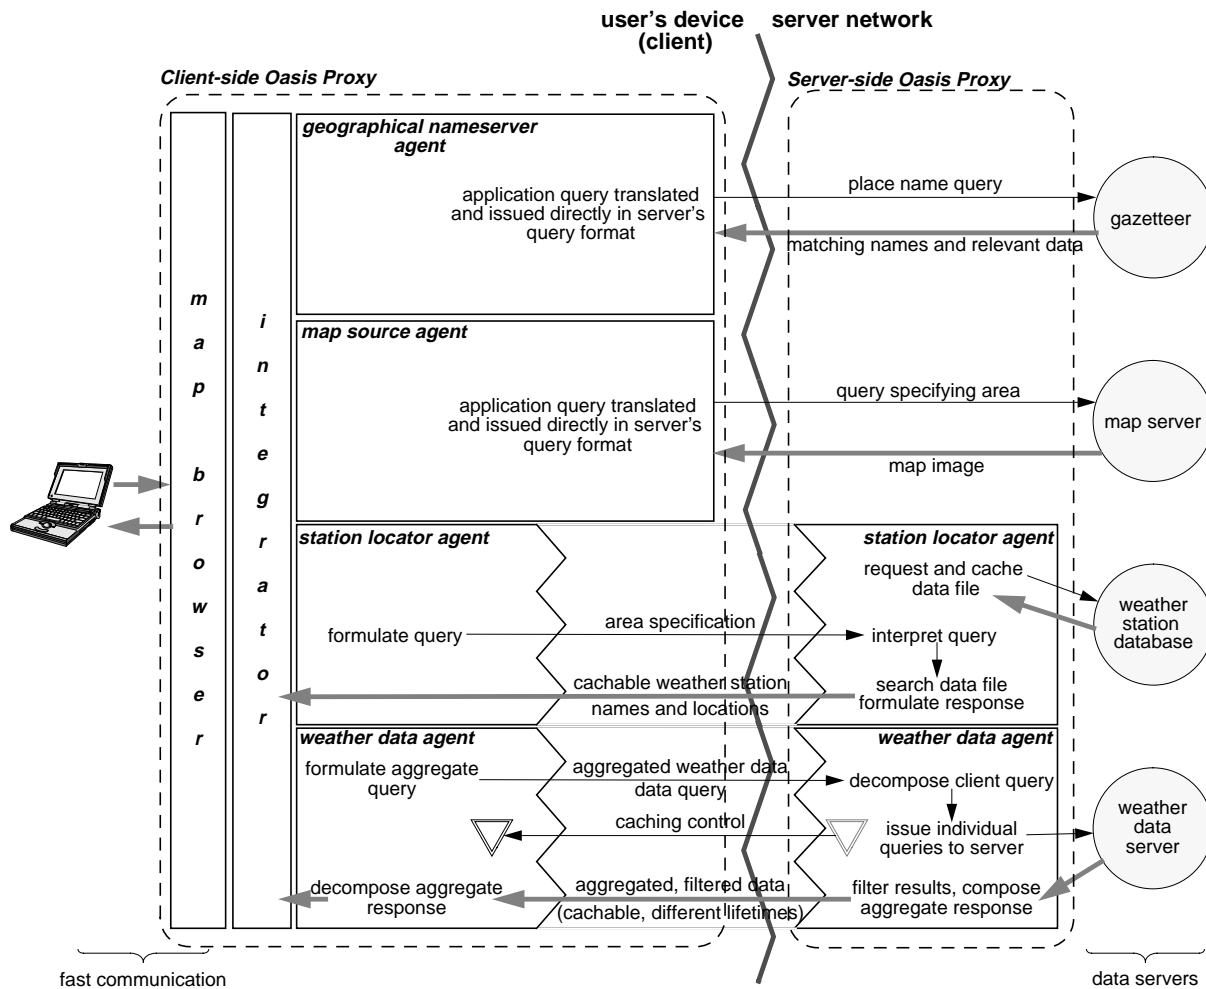 user's device
(client)
server network
Client-side Oasis Proxy
Server-side Oasis Proxy
map browser
integrator
geographical nameserver
agent
application query translated
and issued directly in server's
query format
place name query
matching names and relevant data
gazetteer
map source agent
application query translated
and issued directly in server's
query format
query specifying area
map image
map server
station locator agent
formulate query
area specification
cachable weather station
names and locations
station locator agent
request and cache
data file
interpret query
search data file
formulate response
weather
station
database
weather data agent
formulate aggregate
query
aggregated weather data
data query
caching control
decompose aggregate
response
aggregated, filtered data
(cachable, different lifetimes)
weather data agent
decompose client query
issue individual
queries to server
filter results, compose
aggregate response
weather
data
server
fast communication
data servers